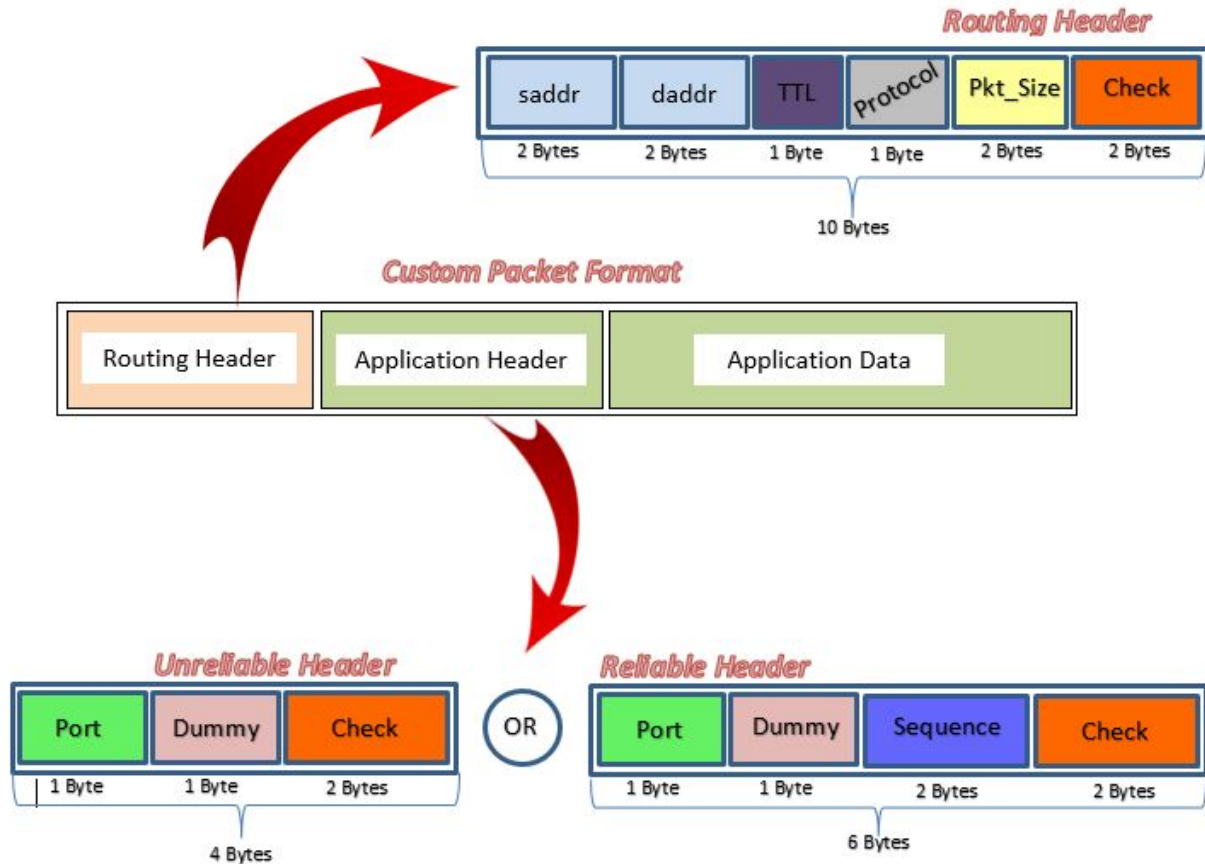 Routing Header
saddr daddr TTL Protocol Pkt_Size Check
2 Bytes 2 Bytes 1 Byte 1 Byte 2 Bytes 2 Bytes
10 Bytes
Custom Packet Format
Routing Header Application Header Application Data
Unreliable Header
Port Dummy Check
1 Byte 1 Byte 2 Bytes
4 Bytes
OR
Reliable Header
Port Dummy Sequence Check
1 Byte 1 Byte 2 Bytes 2 Bytes
6 Bytes